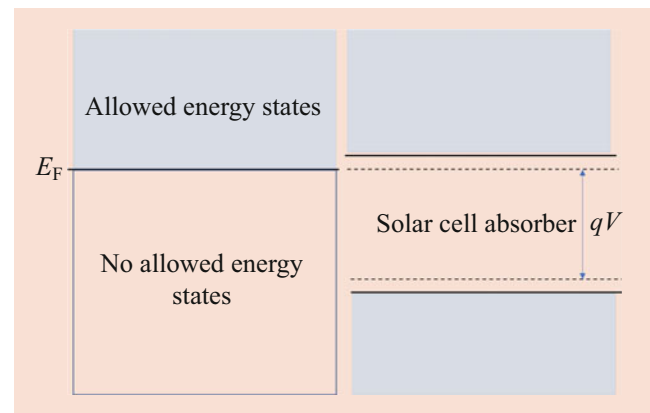 Allowed energy states
E_F
Solar cell absorber qV
No allowed energy
states